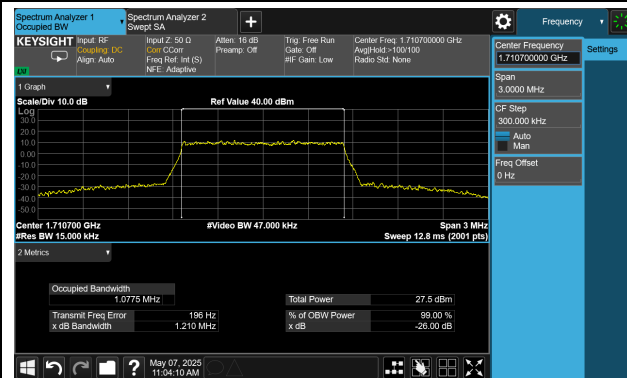 Spectrum Analyzer 1
Occupied BW
Spectrum Analyzer 2
Swept SA
Frequency
KEYSIGHT
Input: RF
Coupling: DC
Align: Auto
Input Z: 50 Ω
Corr CCorr
Freq Ref: Int (S)
NFE: Adaptive
Atten: 16 dB
Preamp: Off
Trig: Free Run
Gate: Off
#IF Gain: Low
Center Freq: 1.710700000 GHz
Avg|Hold:>100/100
Radio Std: None
Center Frequency
1.710700000 GHz
Settings
Span
3.0000 MHz
CF Step
300.000 kHz
Auto
Man
Freq Offset
0 Hz
LXI
1 Graph
Scale/Div 10.0 dB
Ref Value 40.00 dBm
Log
30.0
20.0
10.0
0.00
-10.0
-20.0
-30.0
-40.0
-50.0
Center 1.710700 GHz
#Video BW 47.000 kHz
Span 3 MHz
#Res BW 15.000 kHz
Sweep 12.8 ms (2001 pts)
2 Metrics
Occupied Bandwidth
1.0775 MHz
Total Power
27.5 dBm
Transmit Freq Error
196 Hz
% of OBW Power
99.00 %
x dB Bandwidth
1.210 MHz
x dB
-26.00 dB
?
May 07, 2025
11:04:10 AM